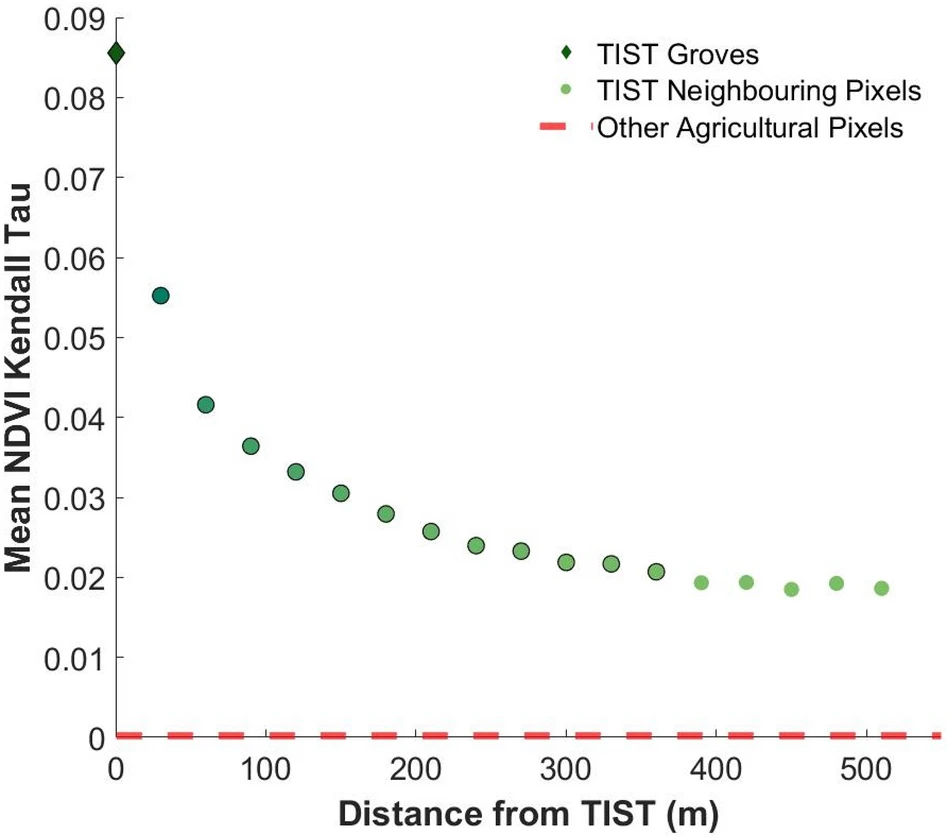 0.09
0.08
0.07
0.06
0.05
0.04
0.03
0.02
0.01
0
Mean NDVI Kendall Tau
TIST Groves
TIST Neighbouring Pixels
Other Agricultural Pixels
0 100 200 300 400 500
Distance from TIST (m)